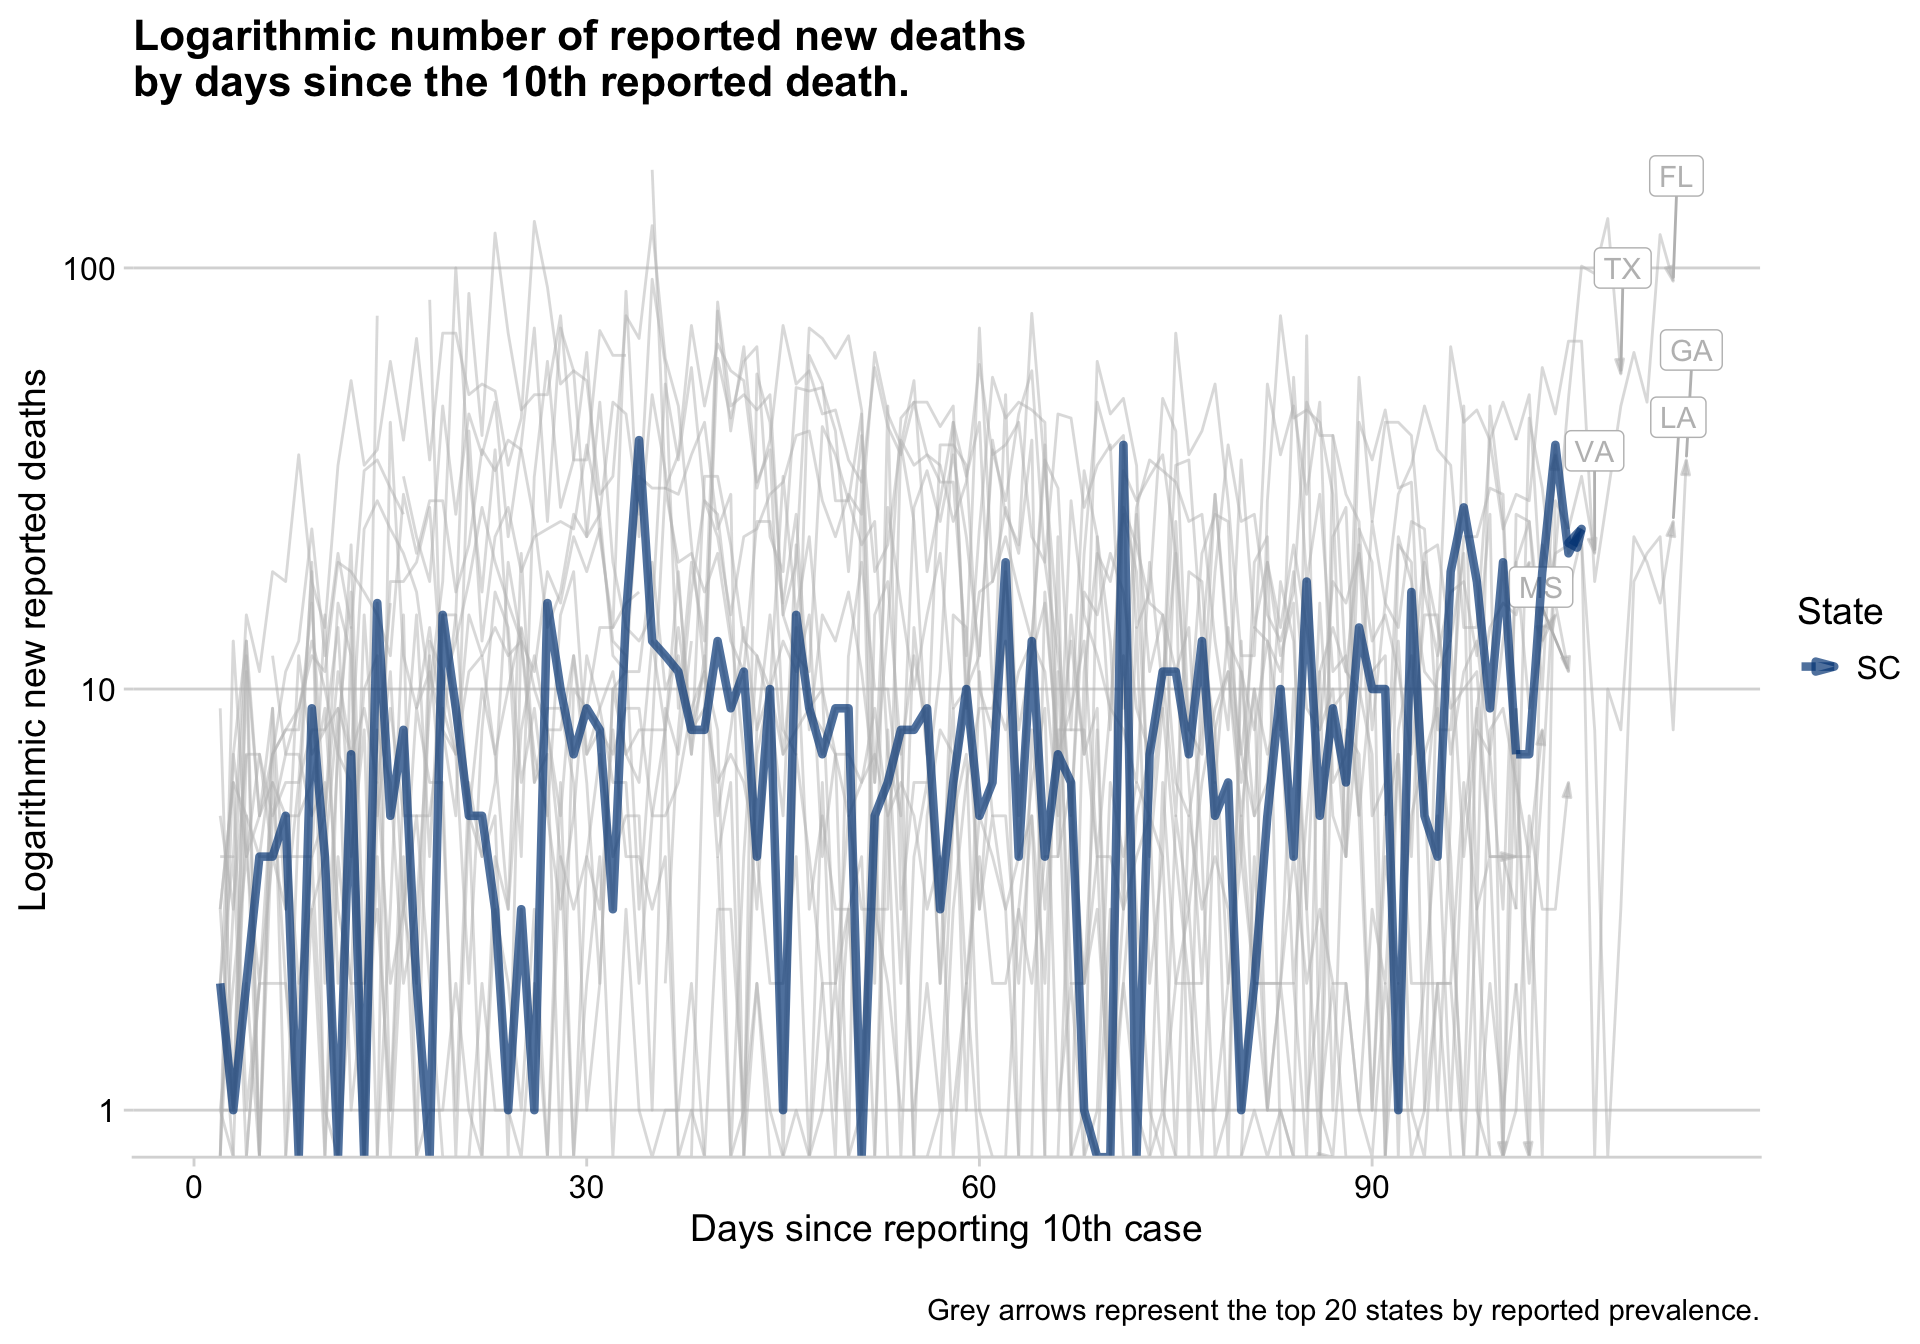 Logarithmic number of reported new deaths
by days since the 10th reported death.
Logarithmic new reported deaths
100
10
1
FL
TX
GA
LA
VA
MS
State
SC
0
30
60
90
Days since reporting 10th case
Grey arrows represent the top 20 states by reported prevalence.